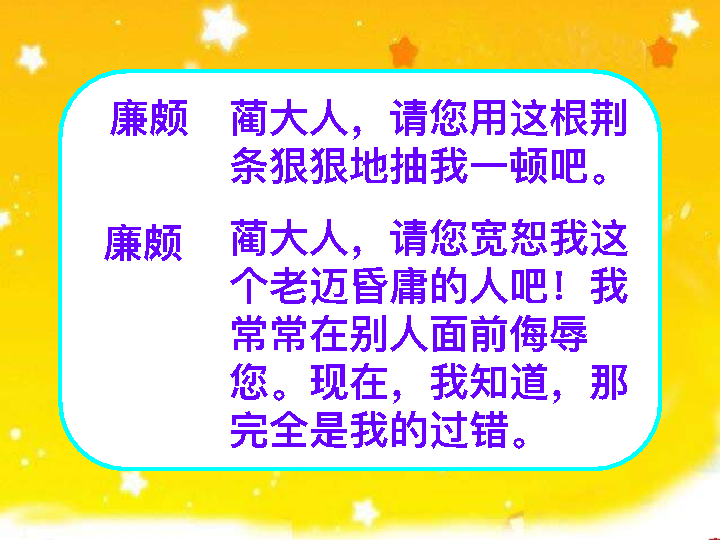 廉颇 蔺大人，请您用这根荆
条狠狠地抽我一顿吧。
廉颇 蔺大人，请您宽恕我这
个老迈昏庸的人吧！我
常常在别人面前侮辱
您。现在，我知道，那
完全是我的过错。